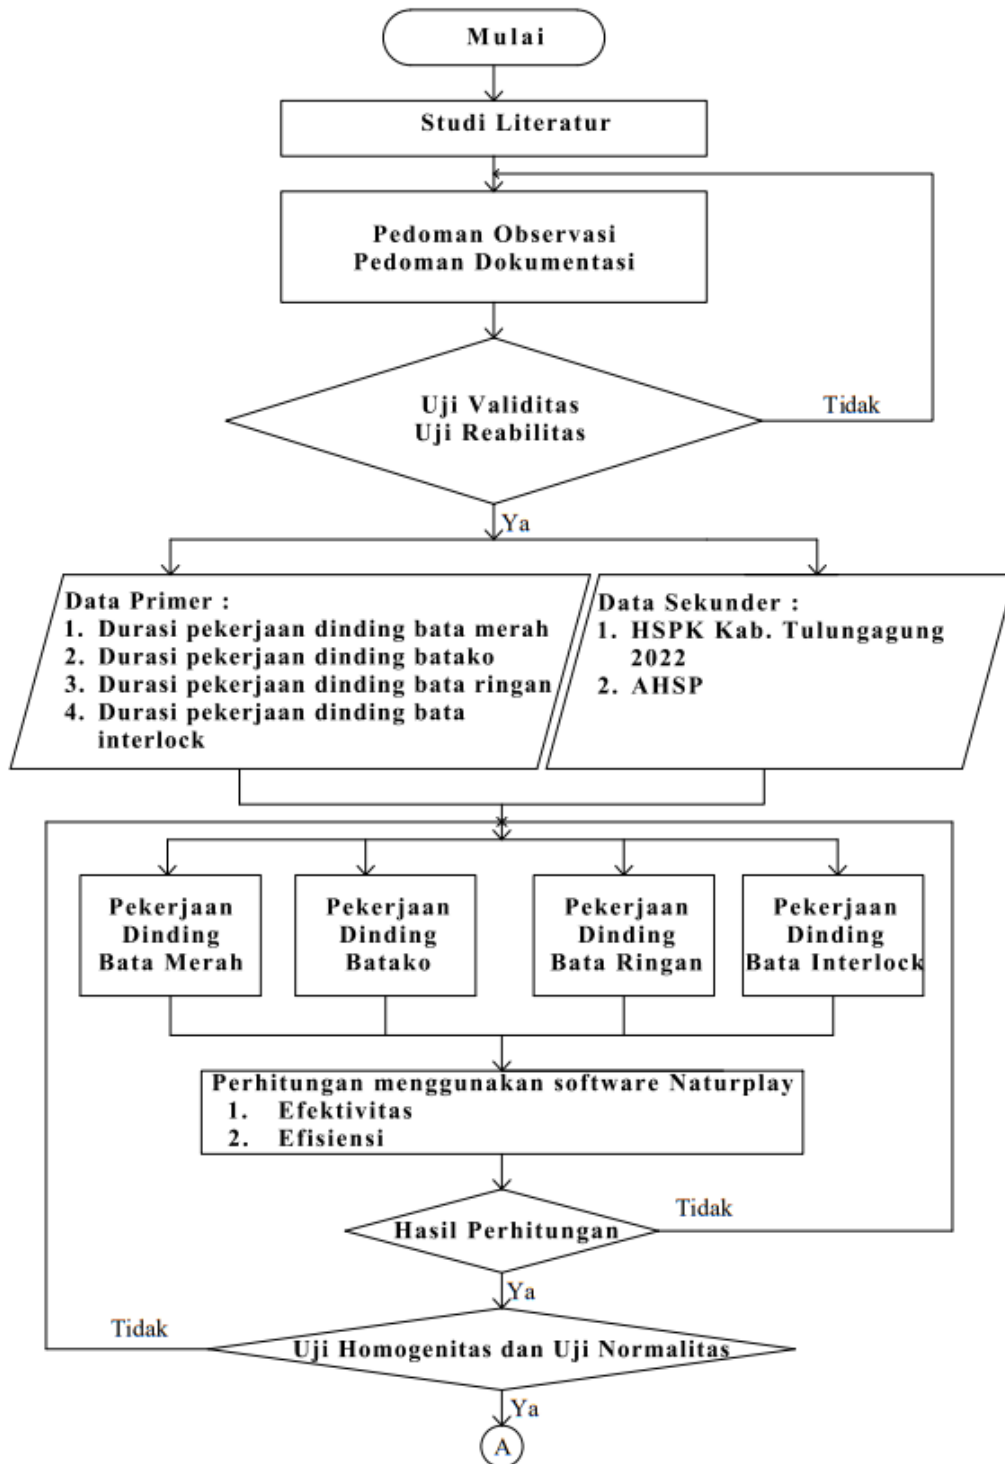 Mulai
Studi Literatur
Pedoman Observasi
Pedoman Dokumentasi
Uji Validitas
Uji Reabilitas
Tidak
Ya
Data Primer :
1. Durasi pekerjaan dinding bata merah
2. Durasi pekerjaan dinding batako
3. Durasi pekerjaan dinding bata ringan
4. Durasi pekerjaan dinding bata
interlock
Data Sekunder :
1. HSPK Kab. Tulungagung
2022
2. AHSP
Pekerjaan
Dinding
Bata Merah
Pekerjaan
Dinding
Batako
Pekerjaan
Dinding
Bata Ringan
Pekerjaan
Dinding
Bata Interlock
Perhitungan menggunakan software Naturplay
1. Efektivitas
2. Efisiensi
Hasil Perhitungan
Tidak
Ya
Tidak
Uji Homogenitas dan Uji Normalitas
Ya
A